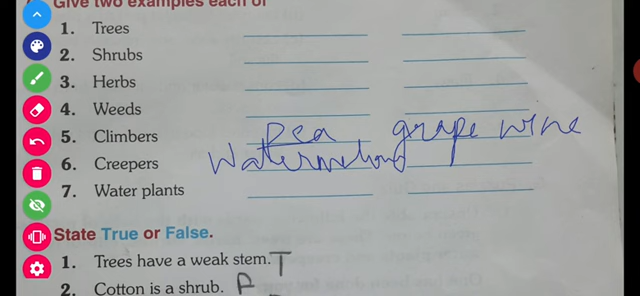 Give two examples each of
1. Trees
2. Shrubs
3. Herbs
4. Weeds
5. Climbers pea grape wine
6. Creepers Watermelon
7. Water plants
State True or False.
1. Trees have a weak stem. T
2. Cotton is a shrub.